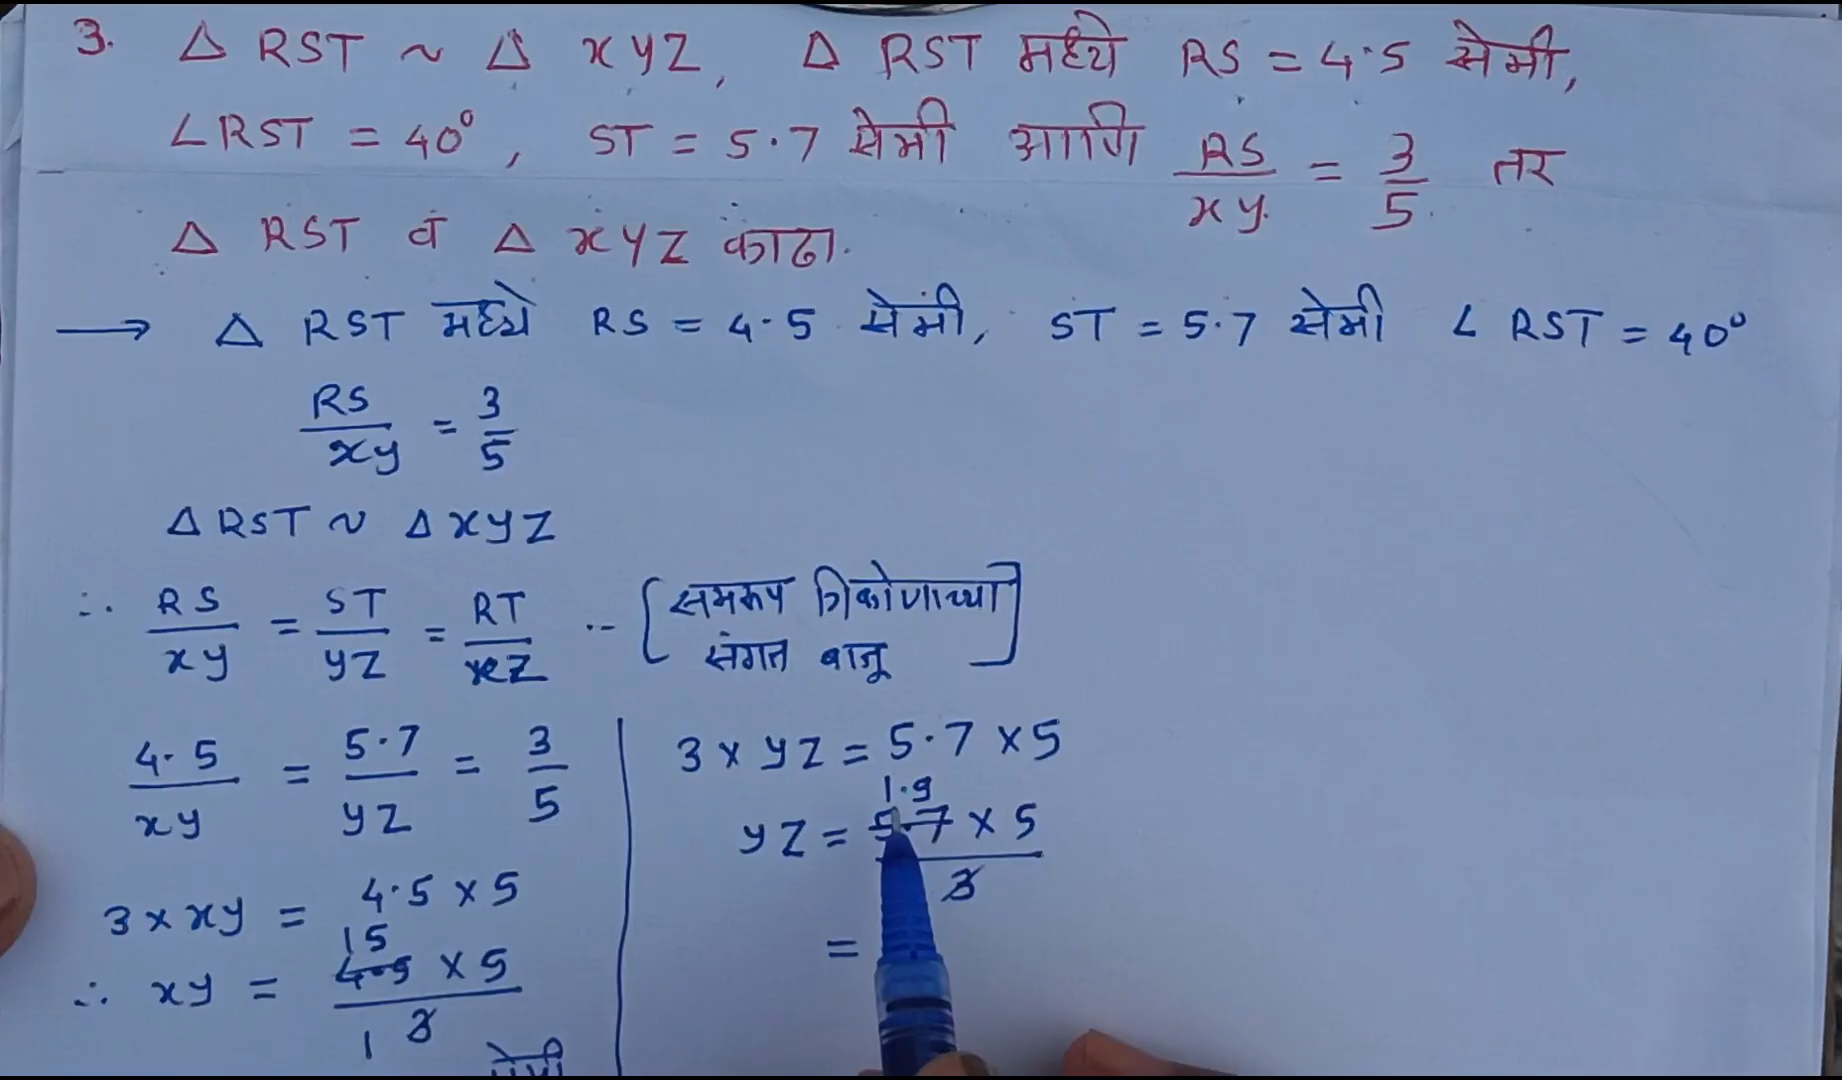 3. Δ RST ~ Δ XYZ, Δ RST मध्ये RS = 4.5 सेमी,
∠RST = 40°, ST = 5.7 सेमी आणि RS/XY = 3/5 तर
Δ RST व Δ XYZ काढा.
→ Δ RST मध्ये RS = 4.5 सेमी, ST = 5.7 सेमी ∠ RST = 40°
RS/XY = 3/5
Δ RST ~ Δ XYZ
∴ RS/XY = ST/YZ = RT/XZ -- [समरूप त्रिकोणाच्या
संगत बाजू]
4.5/XY = 5.7/YZ = 3/5
3 × XY = 4.5 × 5
15
∴ XY = 4.5 × 5
1 3
सेमी
3 × YZ = 5.7 × 5
1.9
YZ = 5.7 × 5
3
=